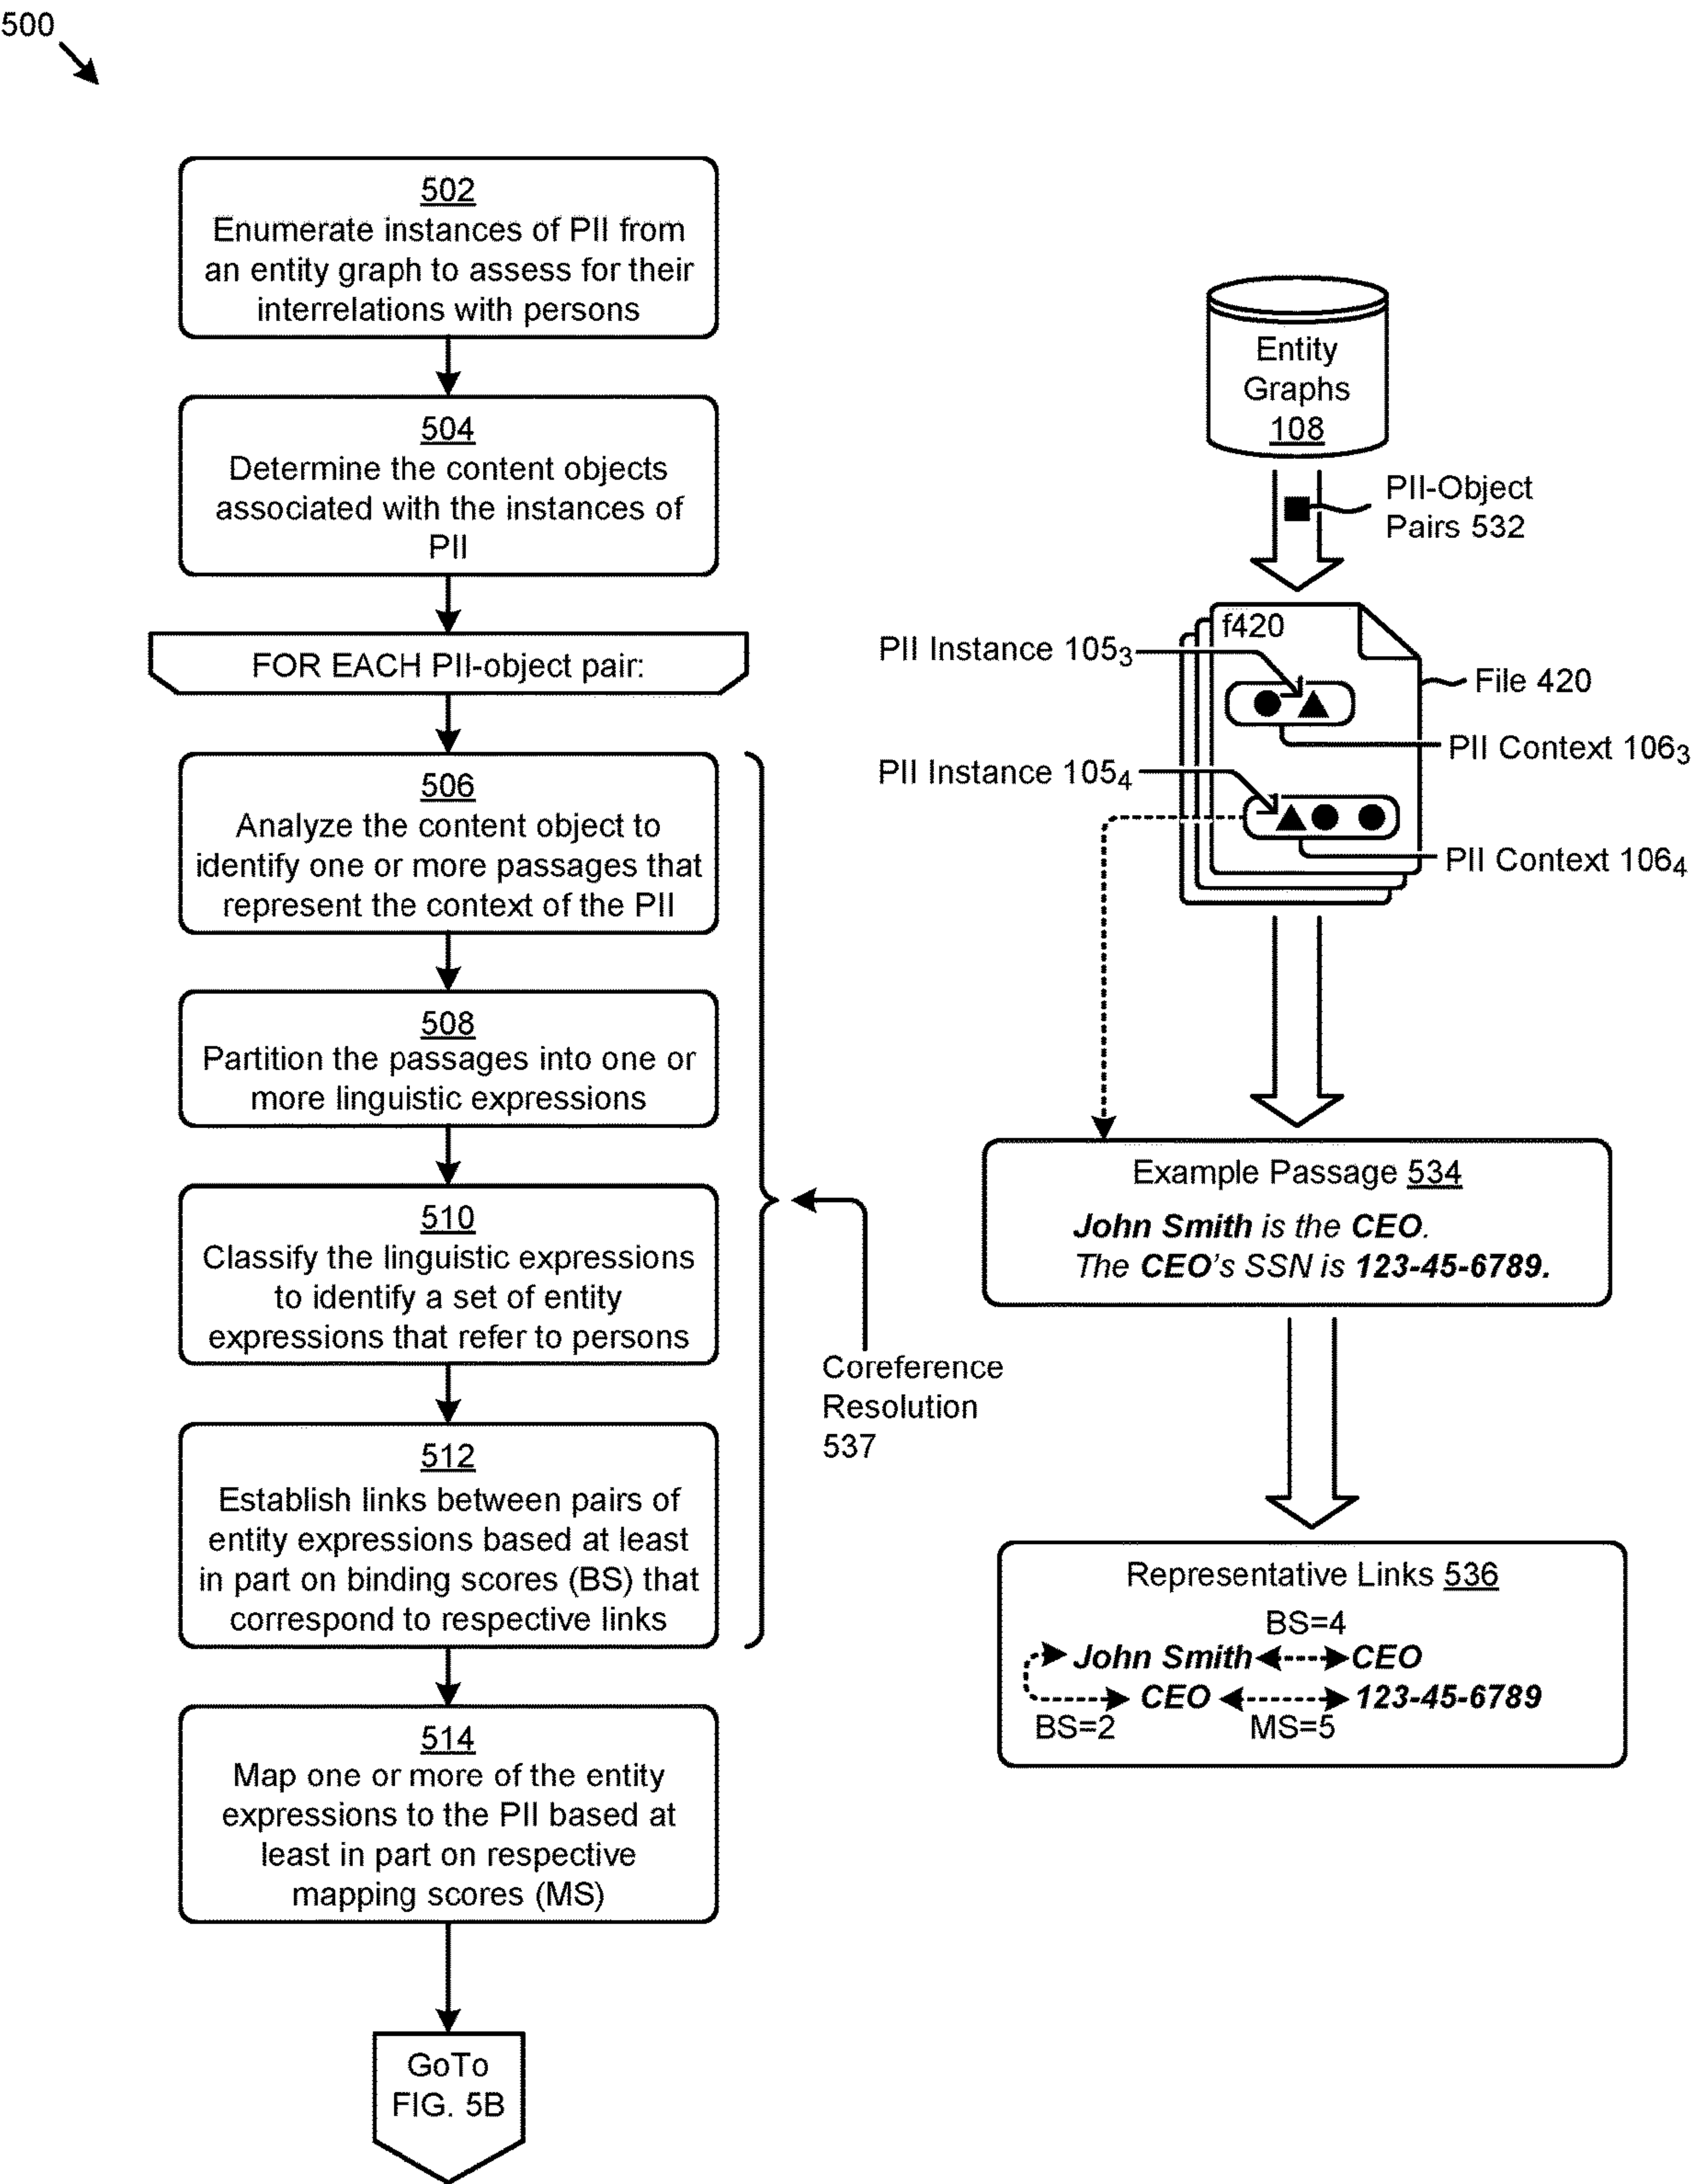 500
502
Enumerate instances of PII from
an entity graph to assess for their
interrelations with persons
504
Determine the content objects
associated with the instances of
PII
FOR EACH PII-object pair:
506
Analyze the content object to
identify one or more passages that
represent the context of the PII
508
Partition the passages into one or
more linguistic expressions
510
Classify the linguistic expressions
to identify a set of entity
expressions that refer to persons
512
Establish links between pairs of
entity expressions based at least
in part on binding scores (BS) that
correspond to respective links
514
Map one or more of the entity
expressions to the PII based at
least in part on respective
mapping scores (MS)
GoTo
FIG. 5B
Coreference
Resolution
537
Entity
Graphs
108
PII-Object
Pairs 532
f420
PII Instance 105₃
File 420
PII Context 106₃
PII Instance 105₄
PII Context 106₄
Example Passage 534
John Smith is the CEO.
The CEO's SSN is 123-45-6789.
Representative Links 536
BS=4
John Smith CEO
CEO 123-45-6789
BS=2 MS=5